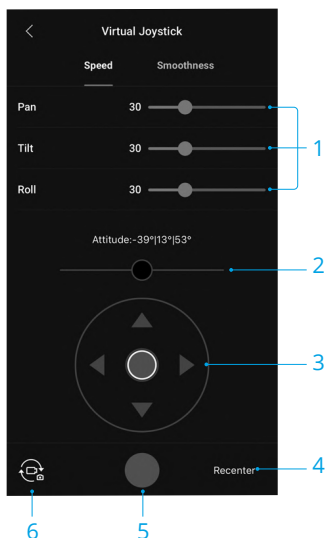 Virtual Joystick
Speed Smoothness
Pan 30
1
Tilt 30
Roll 30
Attitude:-39°|13°|53°
2
3
Recenter 4
6 5